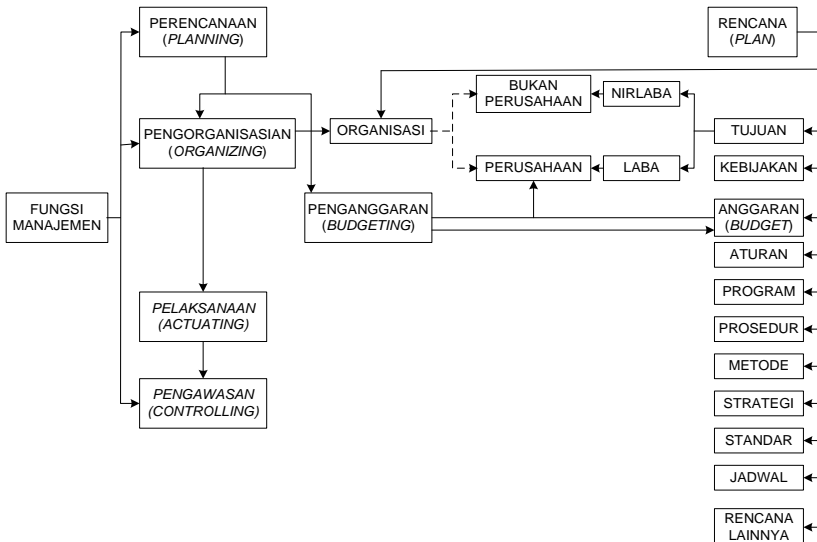 PERENCANAAN
(PLANNING)
RENCANA
(PLAN)
BUKAN
PERUSAHAAN
NIRLABA
PENGORGANISASIAN
(ORGANIZING)
ORGANISASI
TUJUAN
PERUSAHAAN
LABA
KEBIJAKAN
FUNGSI
MANAJEMEN
PENGANGGARAN
(BUDGETING)
ANGGARAN
(BUDGET)
ATURAN
PELAKSANAAN
(ACTUATING)
PROGRAM
PROSEDUR
METODE
PENGAWASAN
(CONTROLLING)
STRATEGI
STANDAR
JADWAL
RENCANA
LAINNYA